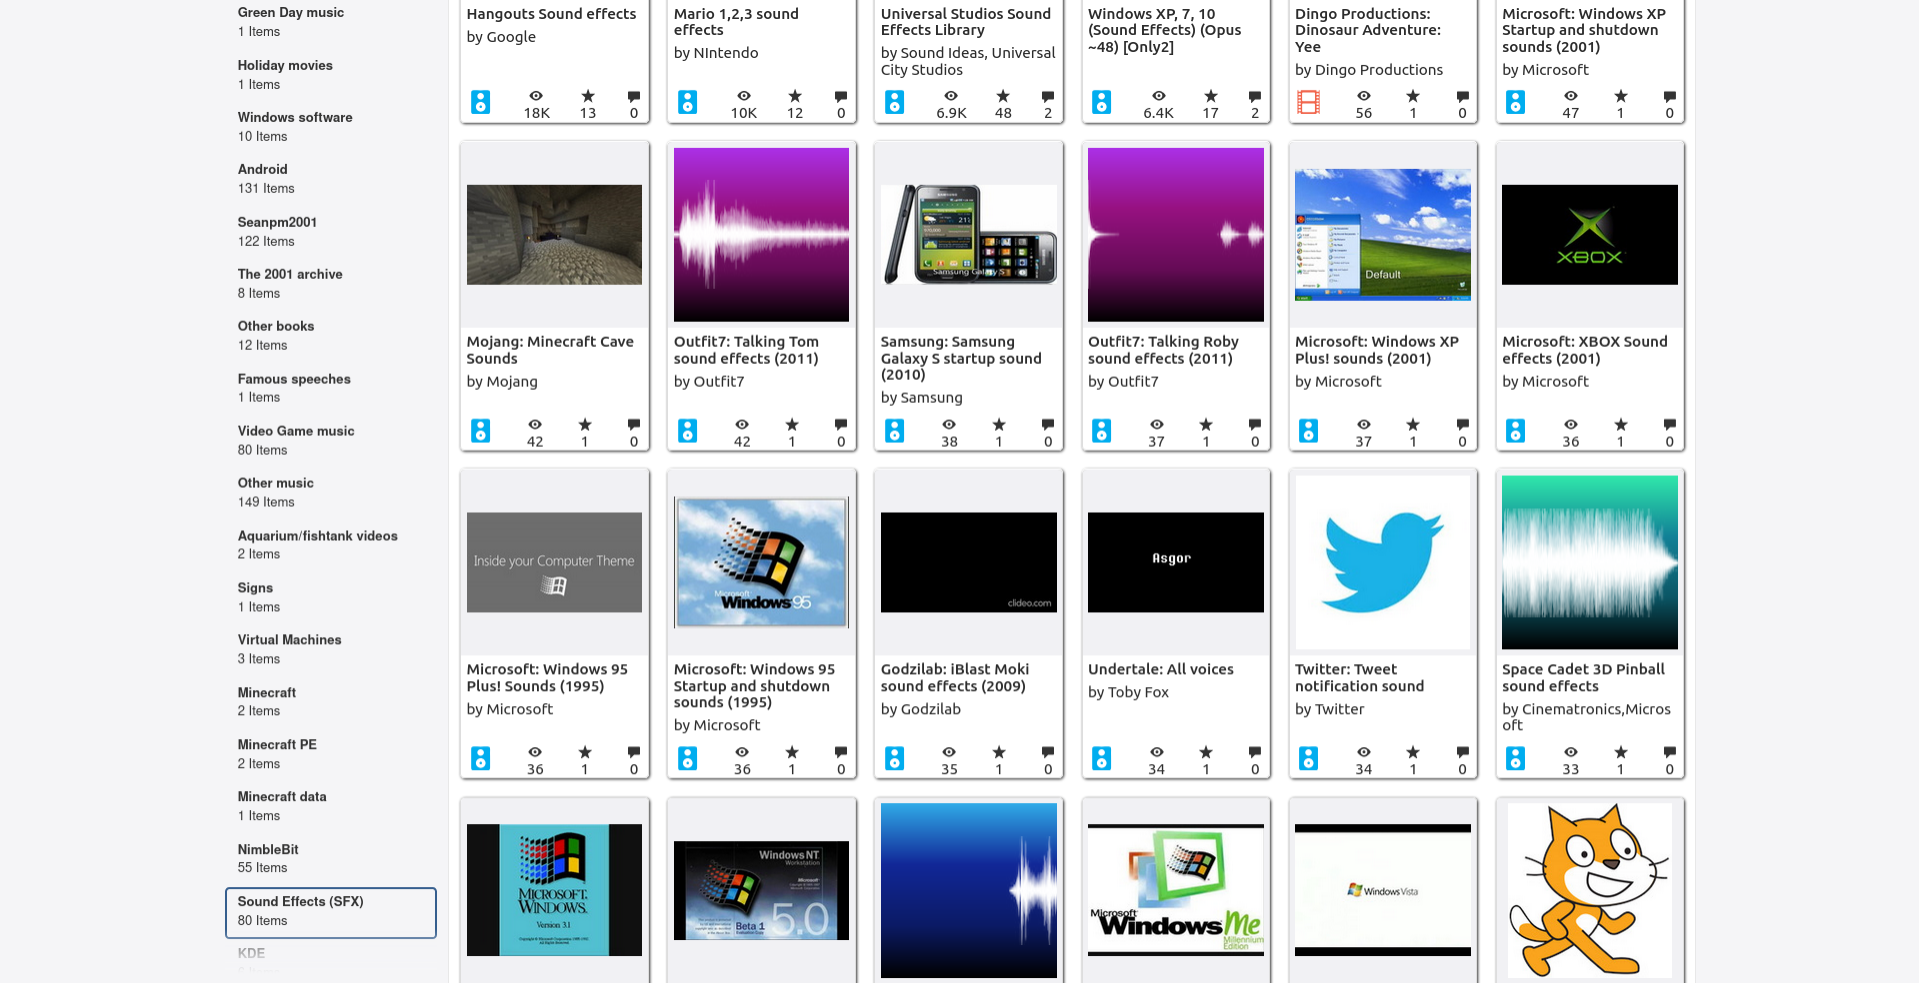 Green Day music
1 Items
Holiday movies
1 Items
Windows software
10 Items
Android
131 Items
Seanpm2001
122 Items
The 2001 archive
8 Items
Other books
12 Items
Famous speeches
1 Items
Video Game music
80 Items
Other music
149 Items
Aquarium/fishtank videos
2 Items
Signs
1 Items
Virtual Machines
3 Items
Minecraft
2 Items
Minecraft PE
2 Items
Minecraft data
1 Items
NimbleBit
55 Items
Sound Effects (SFX)
80 Items
KDE
Hangouts Sound effects
by Google
18K 13 0
Mario 1,2,3 sound
effects
by NIntendo
10K 12 0
Universal Studios Sound
Effects Library
by Sound Ideas, Universal
City Studios
6.9K 48 2
Windows XP, 7, 10
(Sound Effects) (Opus
~48) [Only2]
6.4K 17 2
Dingo Productions:
Dinosaur Adventure:
Yee
by Dingo Productions
56 1 0
Microsoft: Windows XP
Startup and shutdown
sounds (2001)
by Microsoft
47 1 0
Mojang: Minecraft Cave
Sounds
by Mojang
42 1 0
Outfit7: Talking Tom
sound effects (2011)
by Outfit7
42 1 0
SAMSUNG
Samsung Galaxy S
Samsung: Samsung
Galaxy S startup sound
(2010)
by Samsung
38 1 0
Outfit7: Talking Roby
sound effects (2011)
by Outfit7
37 1 0
Default
Microsoft: Windows XP
Plus! sounds (2001)
by Microsoft
37 1 0
XBOX
Microsoft: XBOX Sound
effects (2001)
by Microsoft
36 1 0
Inside your Computer Theme
Microsoft: Windows 95
Plus! Sounds (1995)
by Microsoft
36 1 0
Microsoft
Windows95
Microsoft: Windows 95
Startup and shutdown
sounds (1995)
by Microsoft
36 1 0
clideo.com
Godzilab: iBlast Moki
sound effects (2009)
by Godzilab
35 1 0
Asgor
Undertale: All voices
by Toby Fox
34 1 0
Twitter: Tweet
notification sound
by Twitter
34 1 0
Space Cadet 3D Pinball
sound effects
by Cinematronics,Micros
oft
33 1 0
MICROSOFT
WINDOWS
Version 3.1
WindowsNT
Workstation
Microsoft
5.0
Beta 1
Microsoft
WindowsMe
Millennium
Edition
WindowsVista